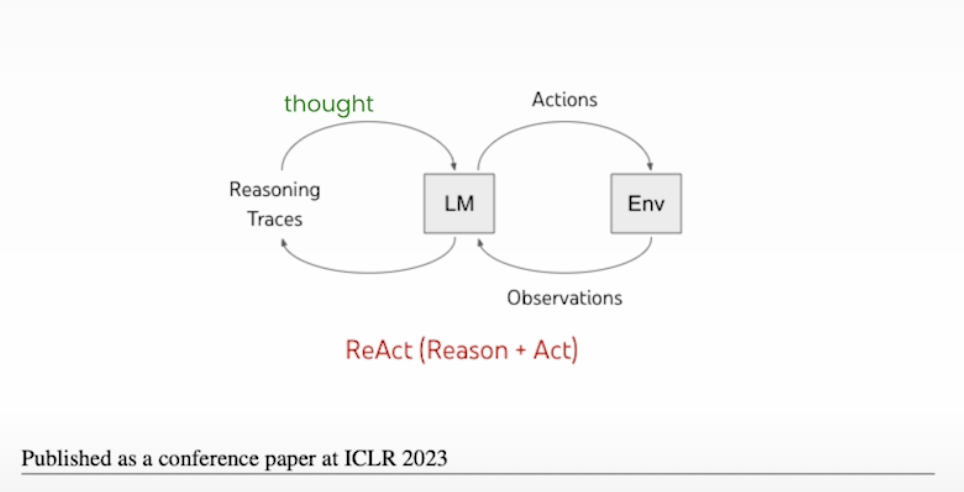 thought
Actions
Reasoning
Traces
LM
Env
Observations
ReAct (Reason + Act)
Published as a conference paper at ICLR 2023